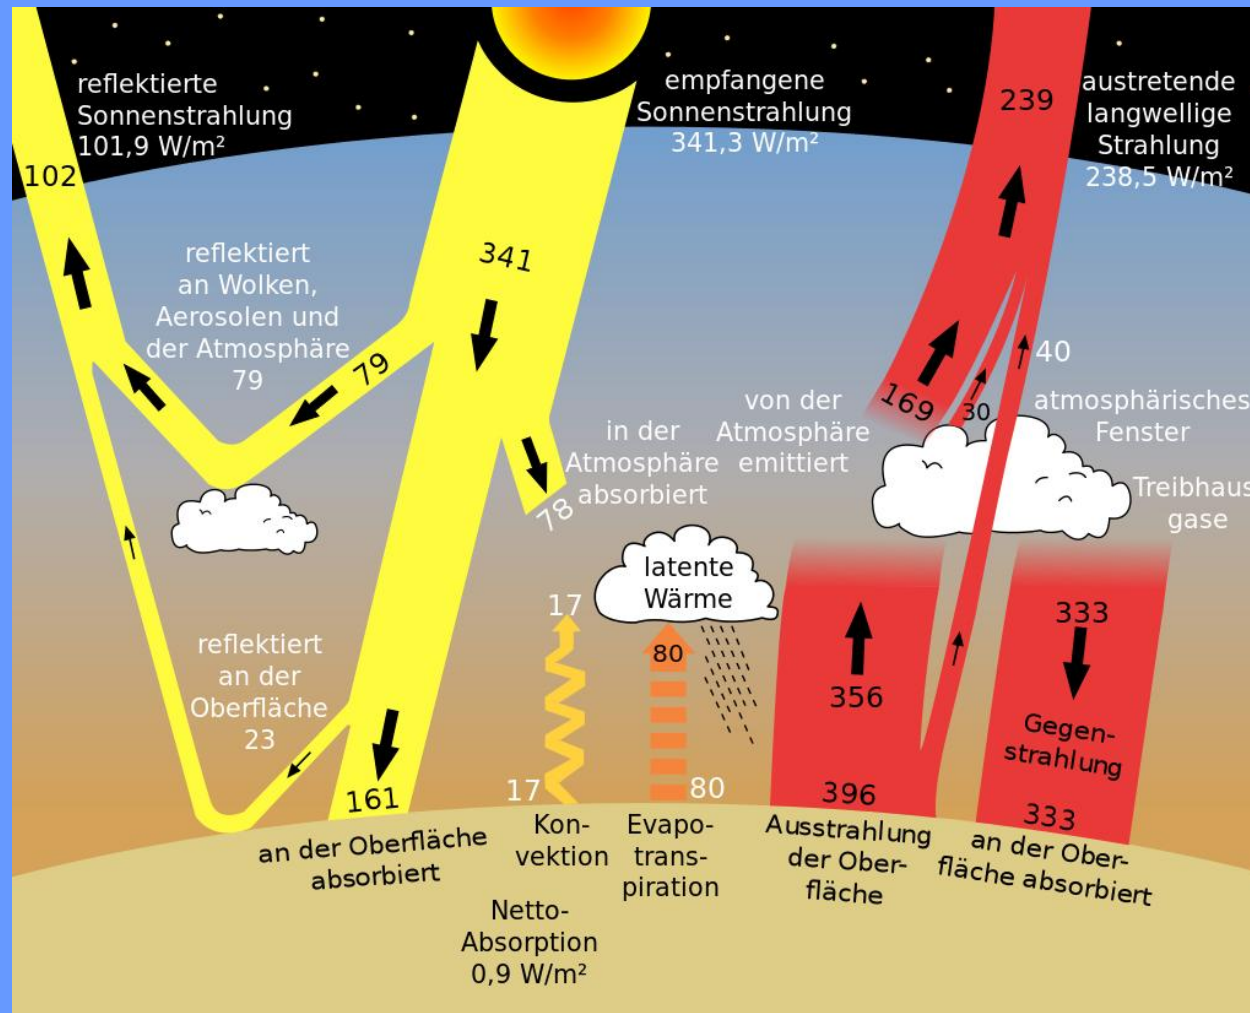 reflektierte
Sonnenstrahlung
101,9 W/m²
102
empfangene
Sonnenstrahlung
341,3 W/m²
239
austretende
langwellige
Strahlung
238,5 W/m²
341
reflektiert
an Wolken,
Aerosolen und
der Atmosphäre
79
79
78
in der
Atmosphäre
absorbiert
von der
Atmosphäre
emittiert
169
30
40
atmosphärisches
Fenster
Treibhaus
gase
latente
Wärme
17
80
reflektiert
an der
Oberfläche
23
161
an der Oberfläche
absorbiert
17
Kon-
vektion
80
Evapo-
trans-
piration
356
396
Ausstrahlung
der Ober-
fläche
333
Gegen-
strahlung
333
an der Ober-
fläche absorbiert
Netto-
Absorption
0,9 W/m²